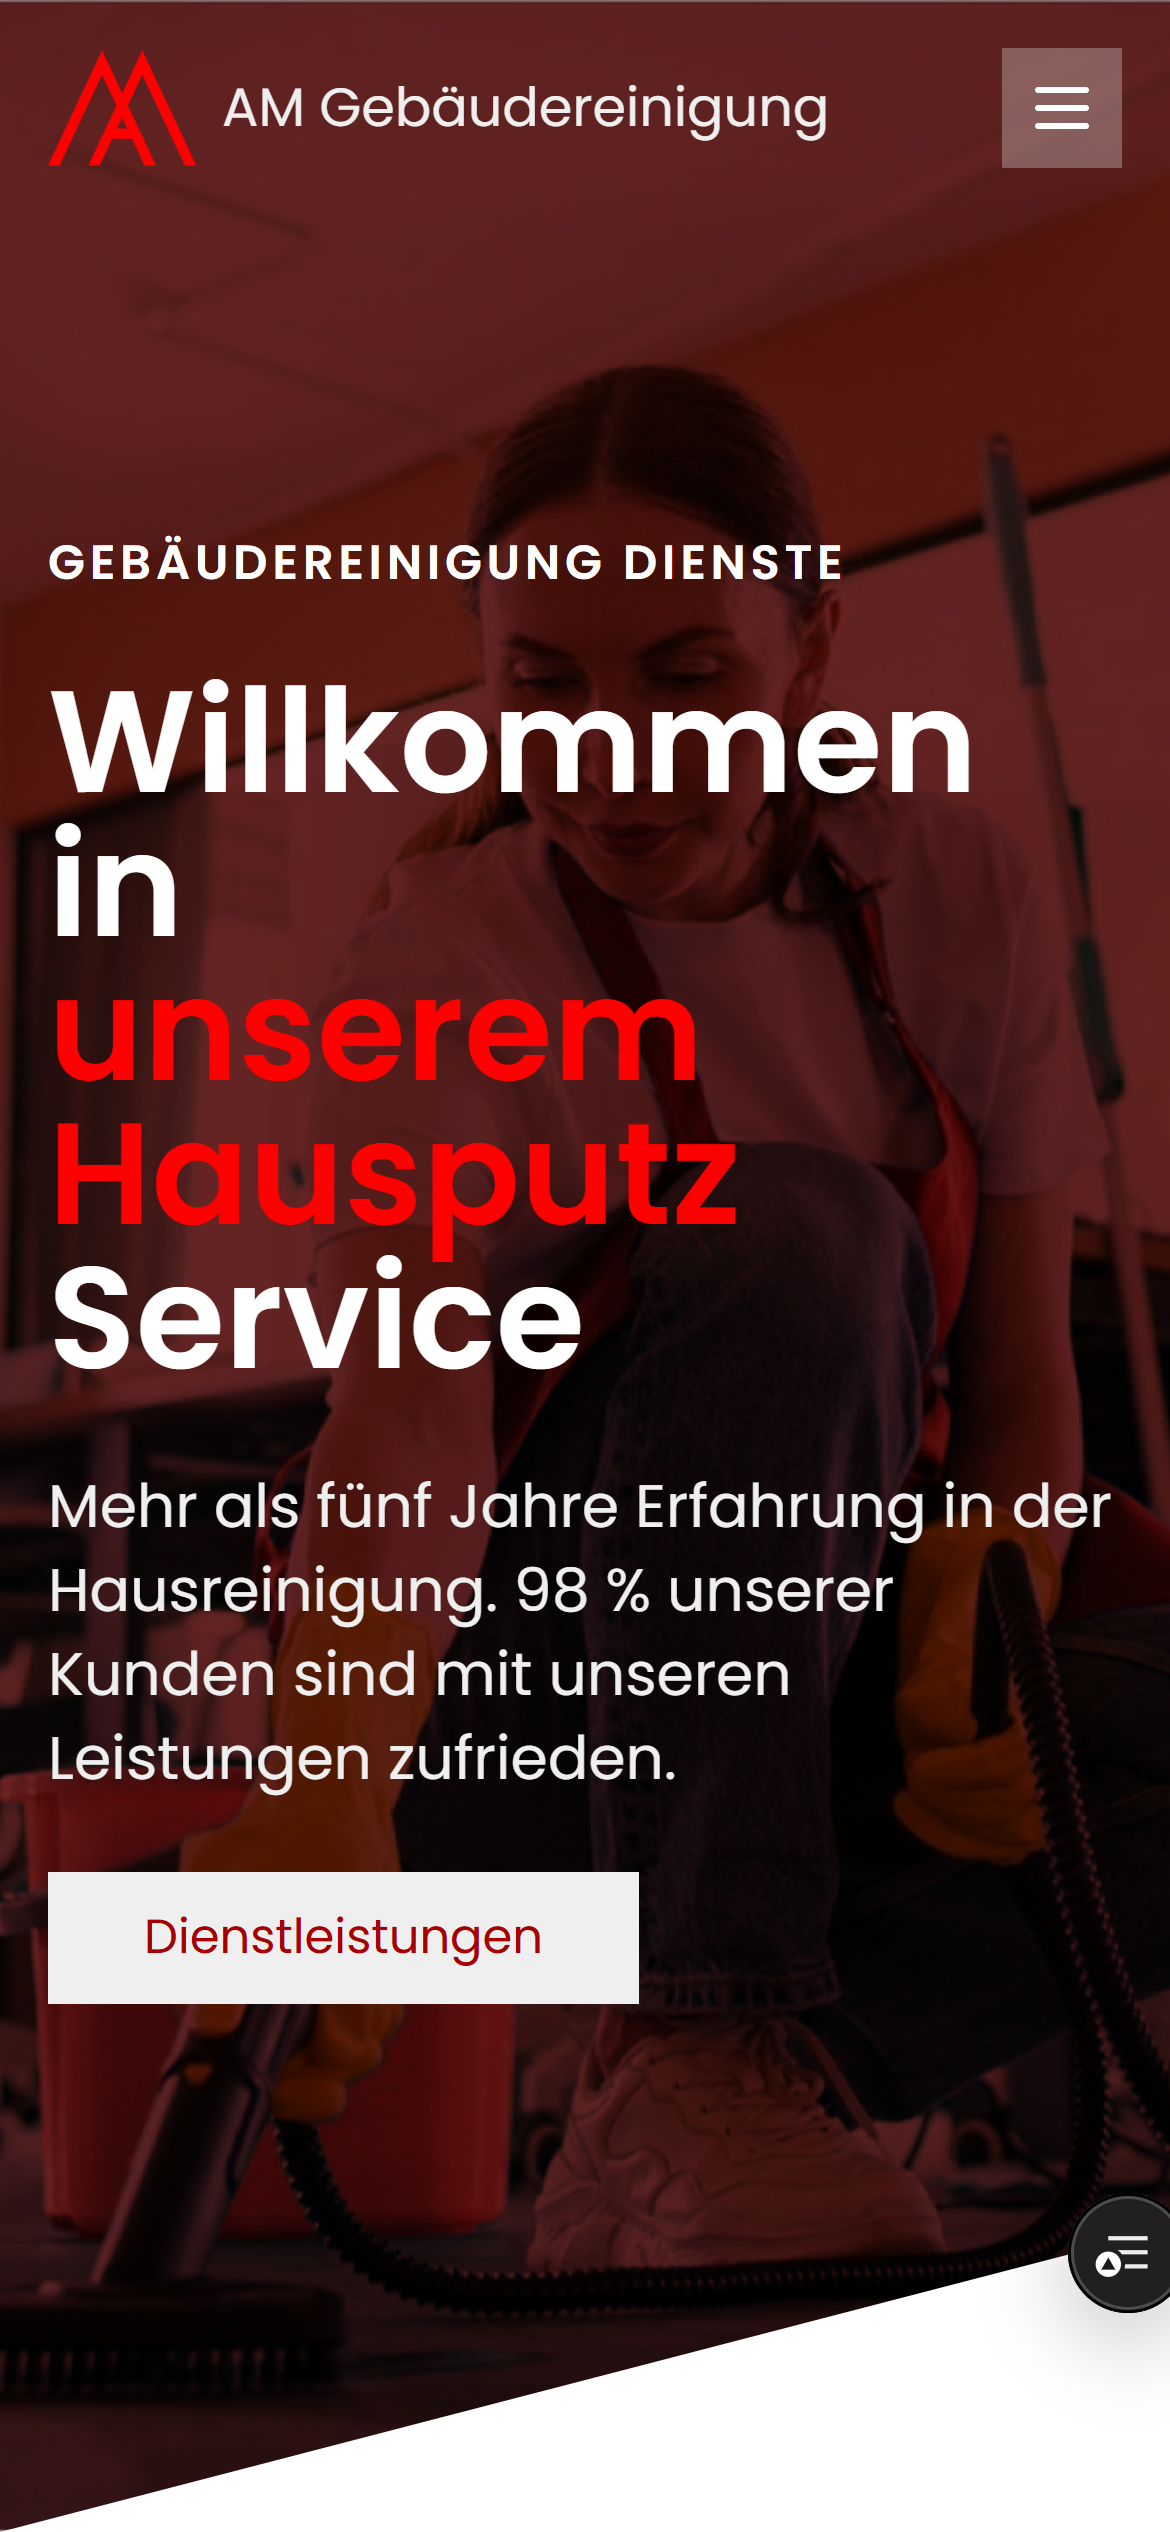 AM Gebäudereinigung
GEBÄUDEREINIGUNG DIENSTE
Willkommen
in
unserem
Hausputz
Service
Mehr als fünf Jahre Erfahrung in der
Hausreinigung. 98 % unserer
Kunden sind mit unseren
Leistungen zufrieden.
Dienstleistungen